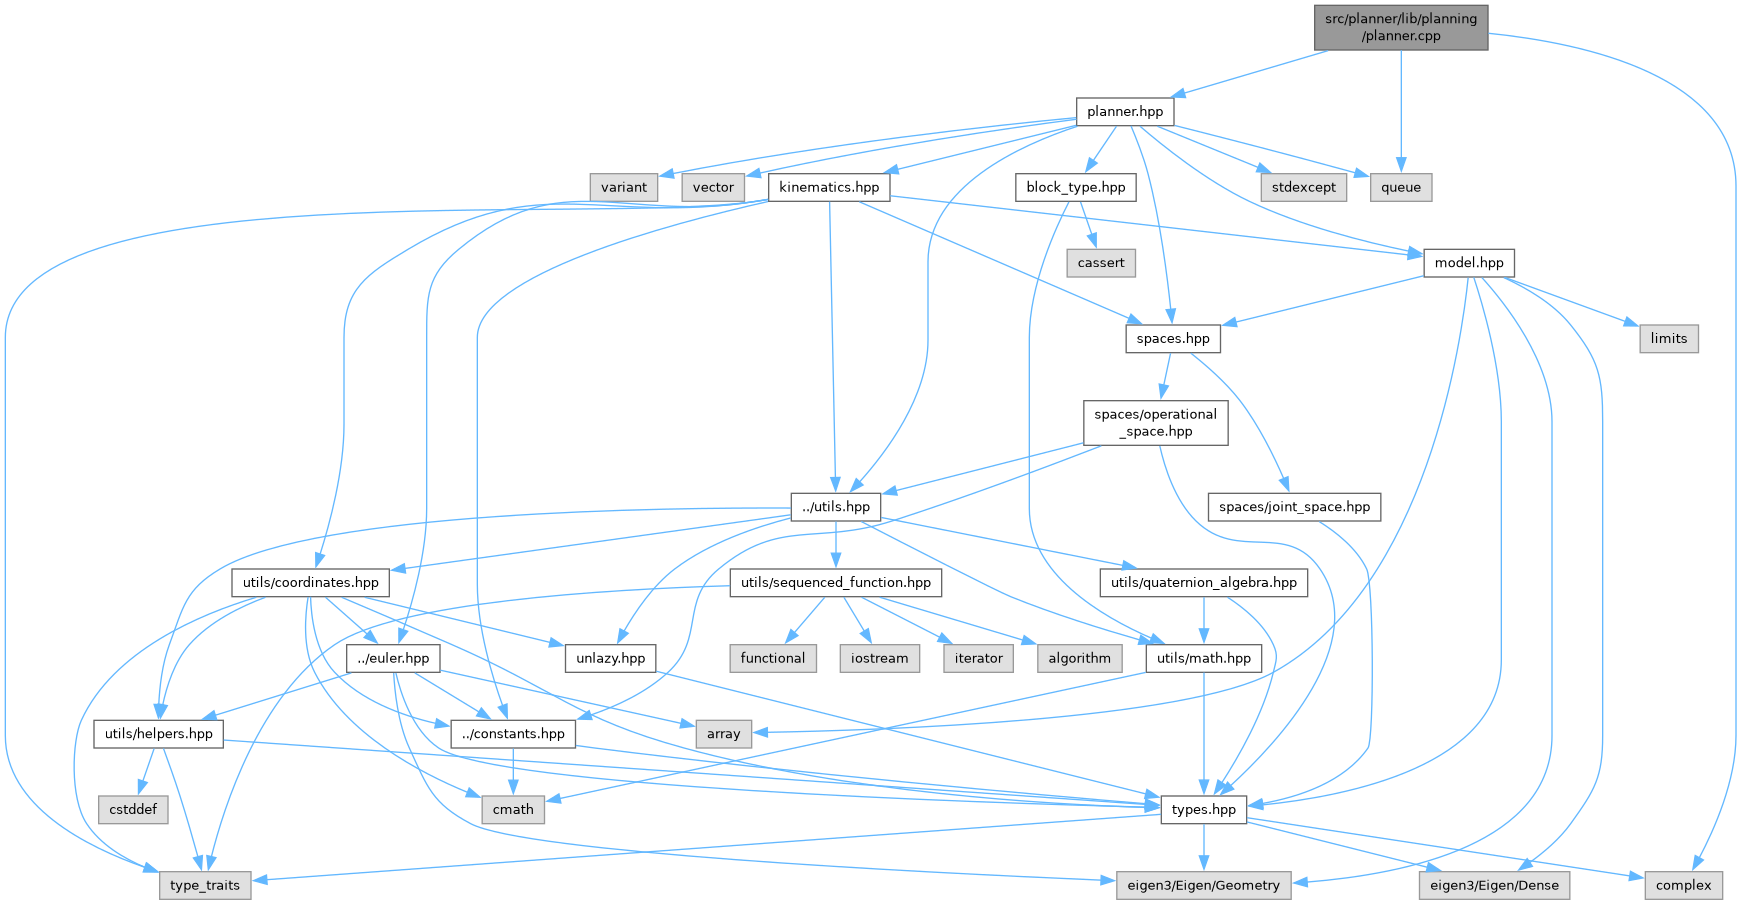 src/planner/lib/planning
/planner.cpp
planner.hpp
variant
vector
kinematics.hpp
block_type.hpp
stdexcept
queue
cassert
model.hpp
spaces.hpp
limits
spaces/operational
_space.hpp
../utils.hpp
spaces/joint_space.hpp
utils/coordinates.hpp
utils/sequenced_function.hpp
utils/quaternion_algebra.hpp
../euler.hpp
unlazy.hpp
functional
iostream
iterator
algorithm
utils/math.hpp
utils/helpers.hpp
../constants.hpp
array
cstddef
cmath
types.hpp
type_traits
eigen3/Eigen/Geometry
eigen3/Eigen/Dense
complex